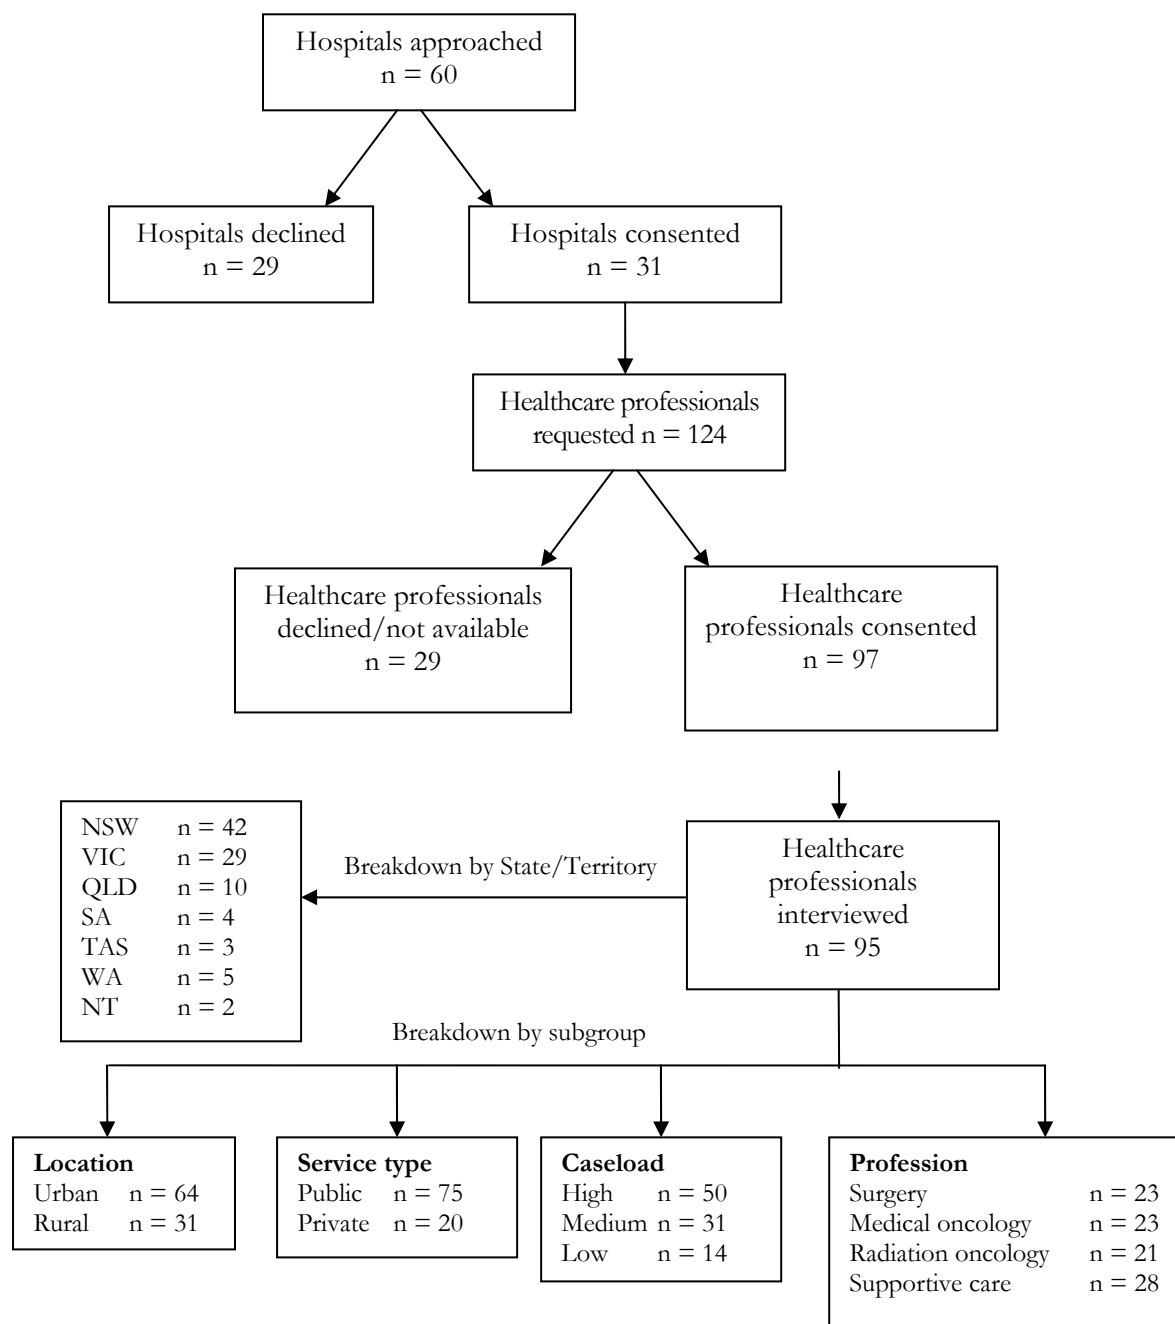 Hospitals approached
n = 60
Hospitals declined
n = 29
Hospitals consented
n = 31
Healthcare professionals
requested n = 124
Healthcare professionals
declined/not available
n = 29
Healthcare
professionals consented
n = 97
NSW n = 42
VIC n = 29
QLD n = 10
SA n = 4
TAS n = 3
WA n = 5
NT n = 2
Breakdown by State/Territory
Healthcare
professionals
interviewed
n = 95
Breakdown by subgroup
Location
Urban n = 64
Rural n = 31
Service type
Public n = 75
Private n = 20
Caseload
High n = 50
Medium n = 31
Low n = 14
Profession
Surgery n = 23
Medical oncology n = 23
Radiation oncology n = 21
Supportive care n = 28